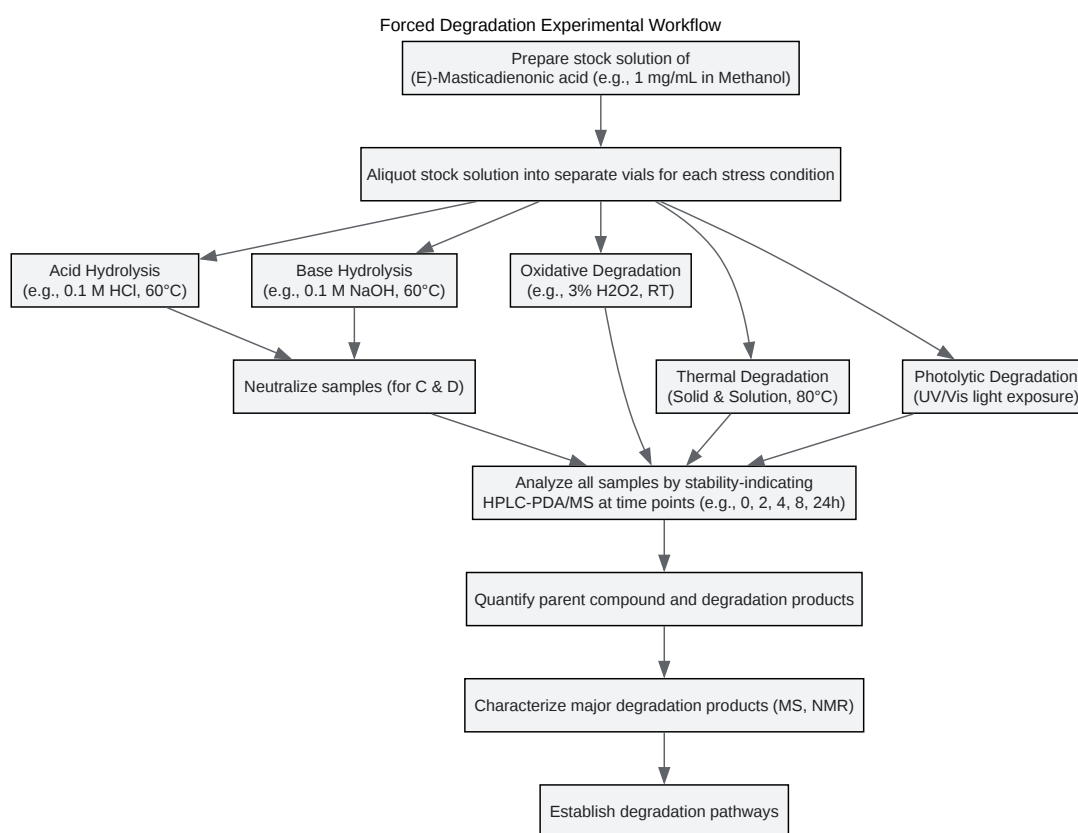 Forced Degradation Experimental Workflow
Prepare stock solution of
(E)-Masticadienonic acid (e.g., 1 mg/mL in Methanol)
Aliquot stock solution into separate vials for each stress condition
Acid Hydrolysis
(e.g., 0.1 M HCl, 60°C)
Base Hydrolysis
(e.g., 0.1 M NaOH, 60°C)
Oxidative Degradation
(e.g., 3% H2O2, RT)
Neutralize samples (for C & D)
Thermal Degradation
(Solid & Solution, 80°C)
Photolytic Degradation
(UV/Vis light exposure)
Analyze all samples by stability-indicating
HPLC-PDA/MS at time points (e.g., 0, 2, 4, 8, 24h)
Quantify parent compound and degradation products
Characterize major degradation products (MS, NMR)
Establish degradation pathways